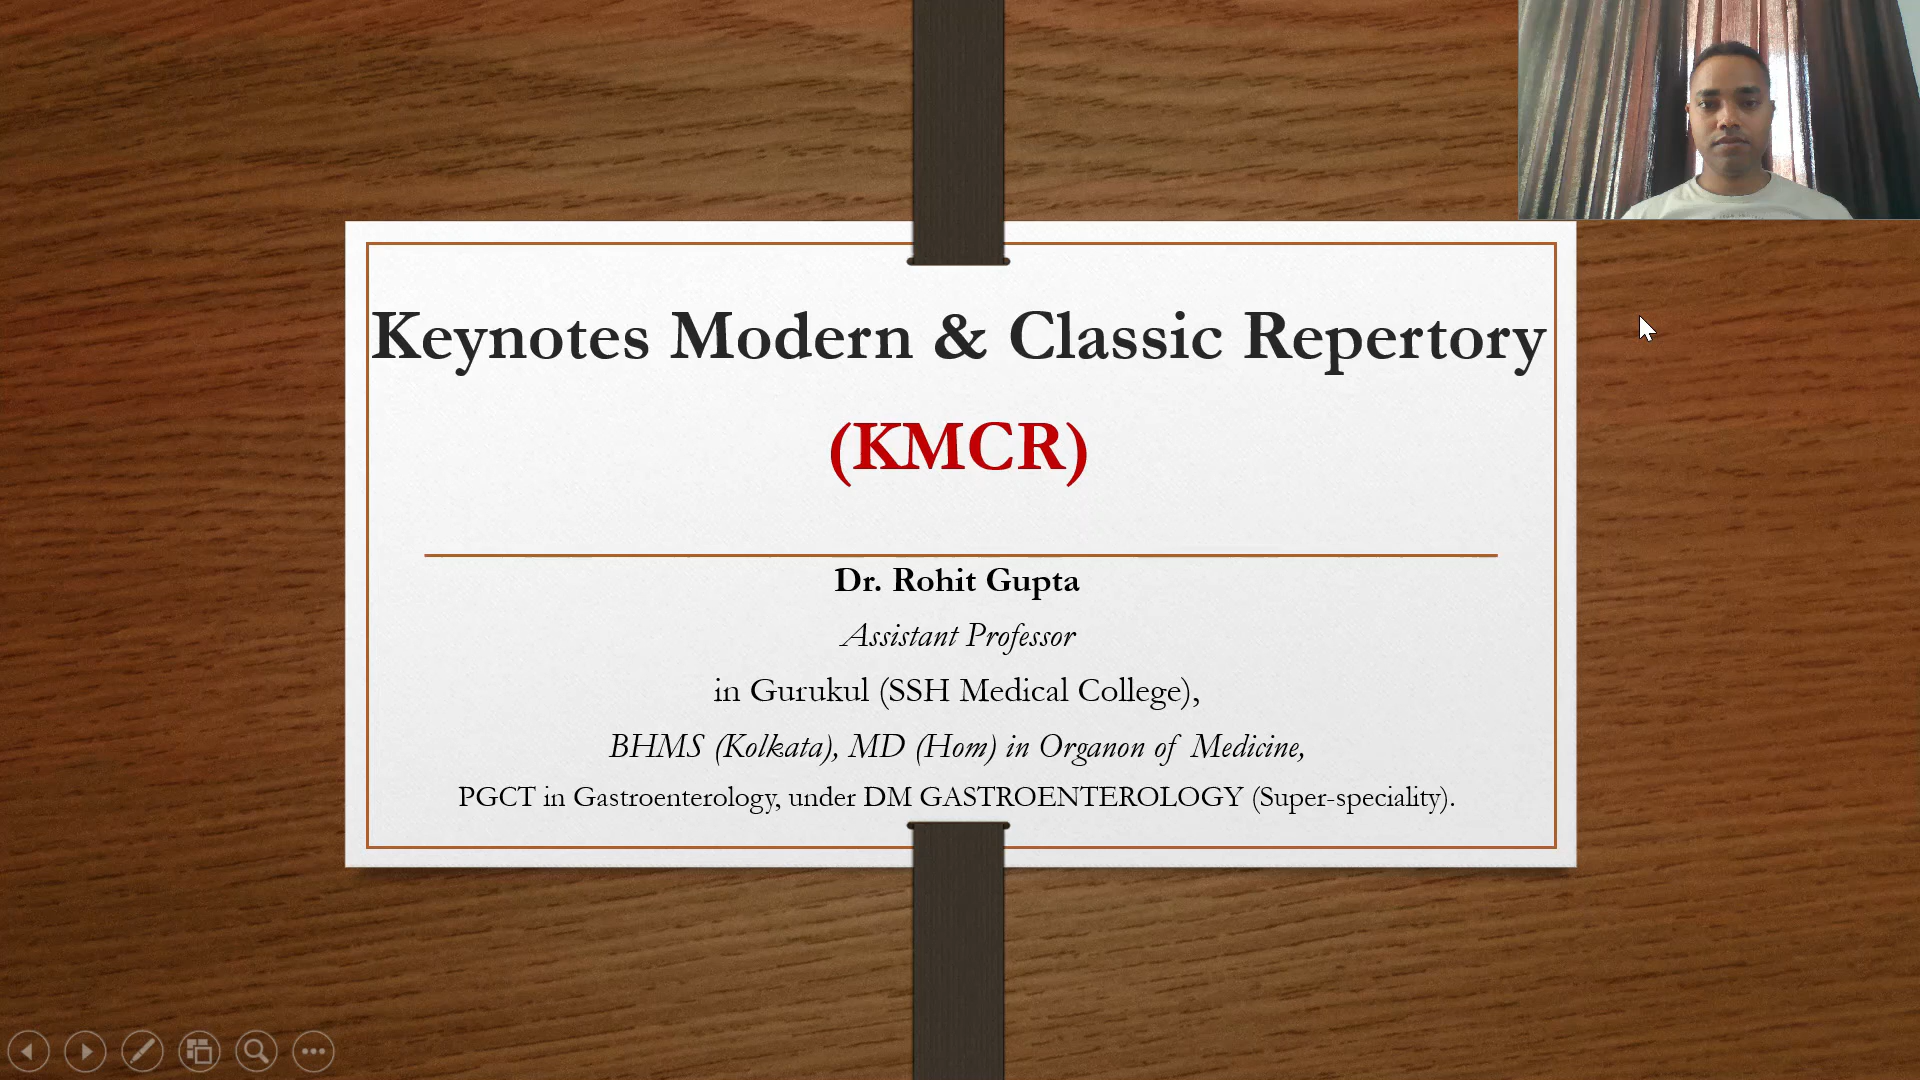 Keynotes Modern & Classic Repertory
(KMCR)
Dr. Rohit Gupta
Assistant Professor
in Gurukul (SSH Medical College),
BHMS (Kolkata), MD (Hom) in Organon of Medicine,
PGCT in Gastroenterology, under DM GASTROENTEROLOGY (Super-speciality).